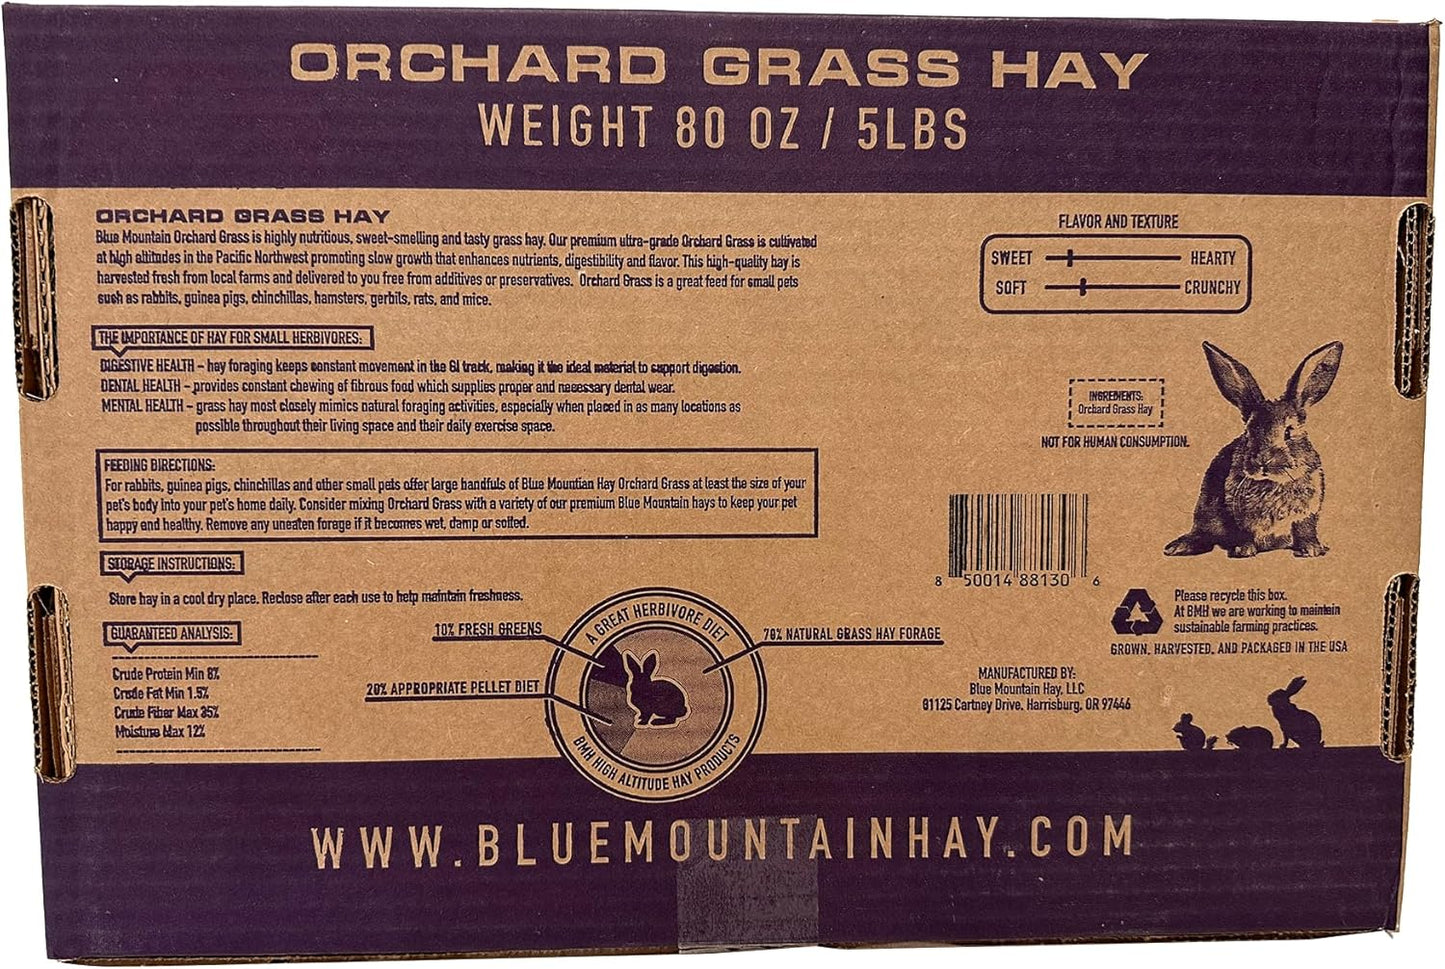 ORCHARD GRASS HAY
WEIGHT 80 OZ / 5LBS
ORCHARD GRASS HAY
Blue Mountain Orchard Grass is highly nutritious, sweet-smelling and tasty grass hay. Our premium ultra-grade Orchard Grass is cultivated
at high altitudes in the Pacific Northwest promoting slow growth that enhances nutrients, digestibility and flavor. This high-quality hay is
harvested fresh from local farms and delivered to you free from additives or preservatives. Orchard Grass is a great feed for small pets
such as rabbits, guinea pigs, chinchillas, hamsters, gerbils, rats, and mice.
THE IMPORTANCE OF HAY FOR SMALL HERBIVORES:
DIGESTIVE HEALTH – hay foraging keeps constant movement in the GI track, making it the ideal material to support digestion.
DENTAL HEALTH – provides constant chewing of fibrous food which supplies proper and necessary dental wear.
MENTAL HEALTH – grass hay most closely mimics natural foraging activities, especially when placed in as many locations as
possible throughout their living space and their daily exercise space.
FEEDING DIRECTIONS:
For rabbits, guinea pigs, chinchillas and other small pets offer large handfuls of Blue Mountian Hay Orchard Grass at least the size of your
pet's body into your pet's home daily. Consider mixing Orchard Grass with a variety of our premium Blue Mountain hays to keep your pet
happy and healthy. Remove any uneaten forage if it becomes wet, damp or soiled.
STORAGE INSTRUCTIONS:
Store hay in a cool dry place. Reclose after each use to help maintain freshness.
GUARANTEED ANALYSIS:
Crude Protein Min 8%
Crude Fat Min 1.5%
Crude Fiber Max 35%
Moisture Max 12%
10% FRESH GREENS
20% APPROPRIATE PELLET DIET
A GREAT HERBIVORE DIET
70% NATURAL GRASS HAY FORAGE
BMH HIGH ALTITUDE HAY PRODUCTS
FLAVOR AND TEXTURE
SWEET HEARTY
SOFT CRUNCHY
INGREDIENTS:
Orchard Grass Hay
NOT FOR HUMAN CONSUMPTION.
8 50014 88130 6
Please recycle this box.
At BMH we are working to maintain
sustainable farming practices.
GROWN, HARVESTED, AND PACKAGED IN THE USA
MANUFACTURED BY:
Blue Mountain Hay, LLC
81125 Cartney Drive, Harrisburg, OR 97446
WWW.BLUEMOUNTAINHAY.COM